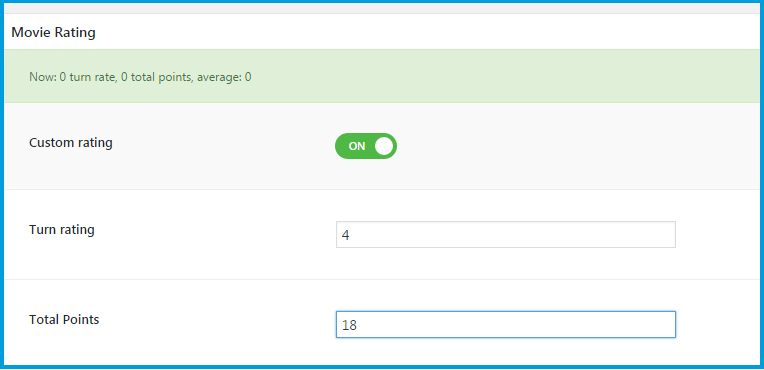 Movie Rating
Now: 0 turn rate, 0 total points, average: 0
Custom rating
ON
Turn rating
4
Total Points
18